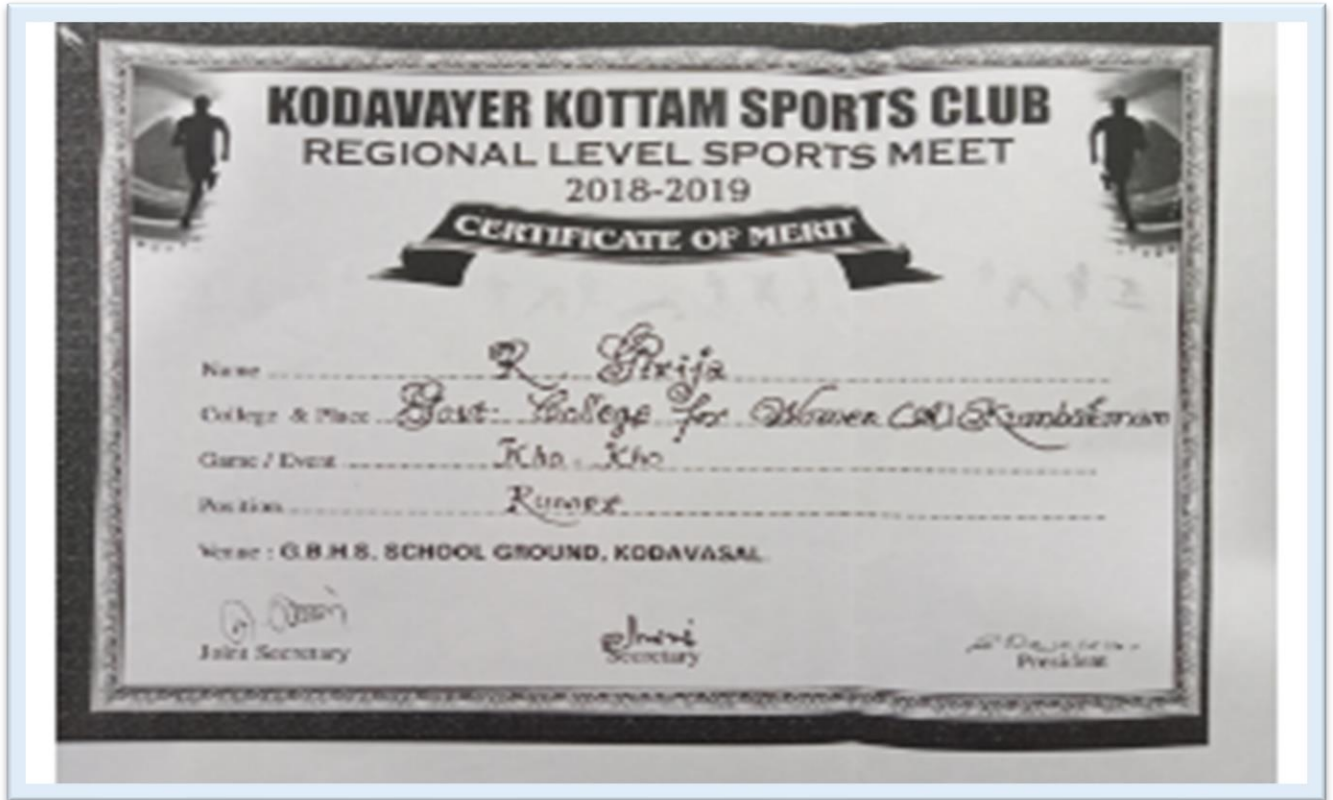 KODAVAYER KOTTAM SPORTS CLUB
REGIONAL LEVEL SPORTS MEET
2018-2019
CERTIFICATE OF MERIT
Name R. Girija
College & Place Govt. College for Women (A) Kumbakonam
Game / Event Kho. Kho
Position Runner
Venue : G.B.H.S. SCHOOL GROUND, KODAVASAL.
Joint Secretary Secretary President